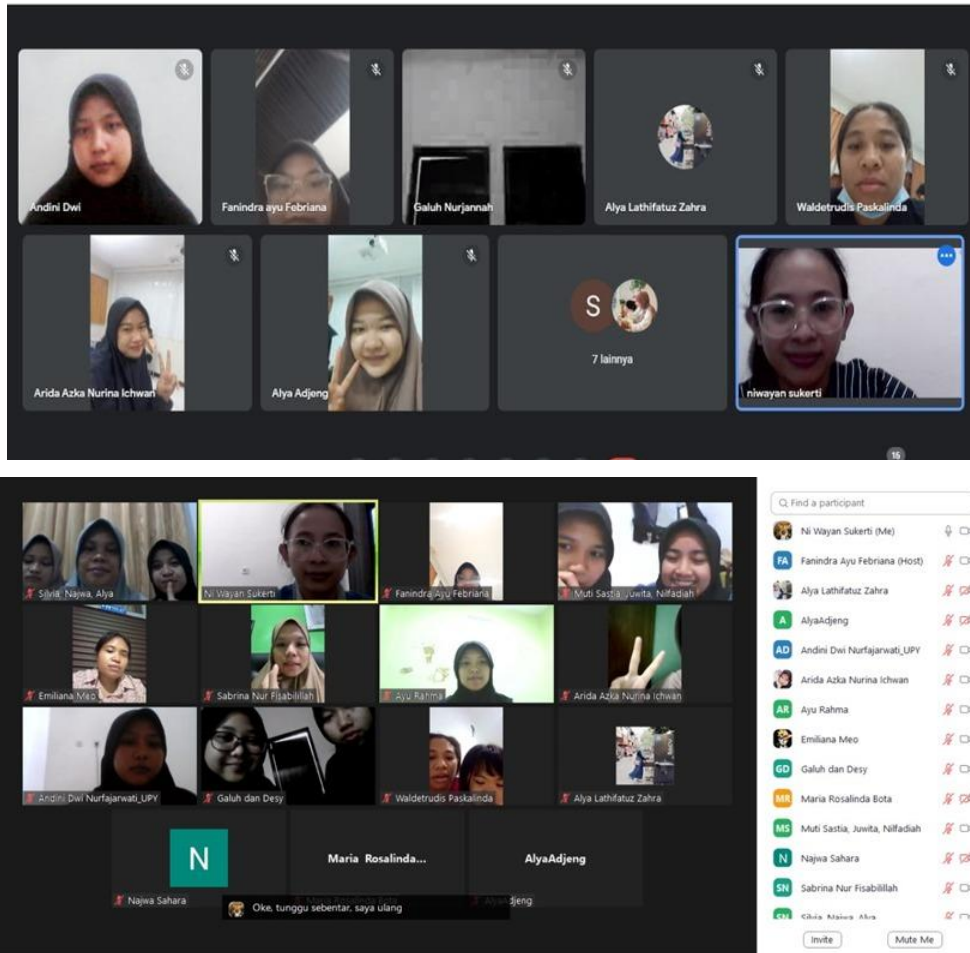 Andini Dwi
Fanindra ayu Febriana
Galuh Nurjannah
Alya Lathifatuz Zahra
Waldetrudis Paskalinda
Arida Azka Nurina Ichwan
Alya Adjeng
S
7 lainnya
niwayan sukerti
15
Silvia, Najwa, Alya
Ni Wayan Sukerti
Fanindra Ayu Febriana
Muti Sastia, Juwita, Nilfadiah
Emiliana Meo
Sabrina Nur Fisabilillah
Ayu Rahma
Arida Azka Nurina Ichwan
Andini Dwi Nurfajarwati_UPY
Galuh dan Desy
Waldetrudis Paskalinda
Alya Lathifatuz Zahra
N
Maria Rosalinda...
AlyaAdjeng
Najwa Sahara
Maria Rosalinda Bota
Oke, tunggu sebentar, saya ulang
Find a participant
Ni Wayan Sukerti (Me)
FA Fanindra Ayu Febriana (Host)
Alya Lathifatuz Zahra
A AlyaAdjeng
AD Andini Dwi Nurfajarwati_UPY
Arida Azka Nurina Ichwan
AR Ayu Rahma
Emiliana Meo
GD Galuh dan Desy
MR Maria Rosalinda Bota
MS Muti Sastia, Juwita, Nilfadiah
N Najwa Sahara
SN Sabrina Nur Fisabilillah
Silvia, Najwa, Alya
Invite
Mute Me